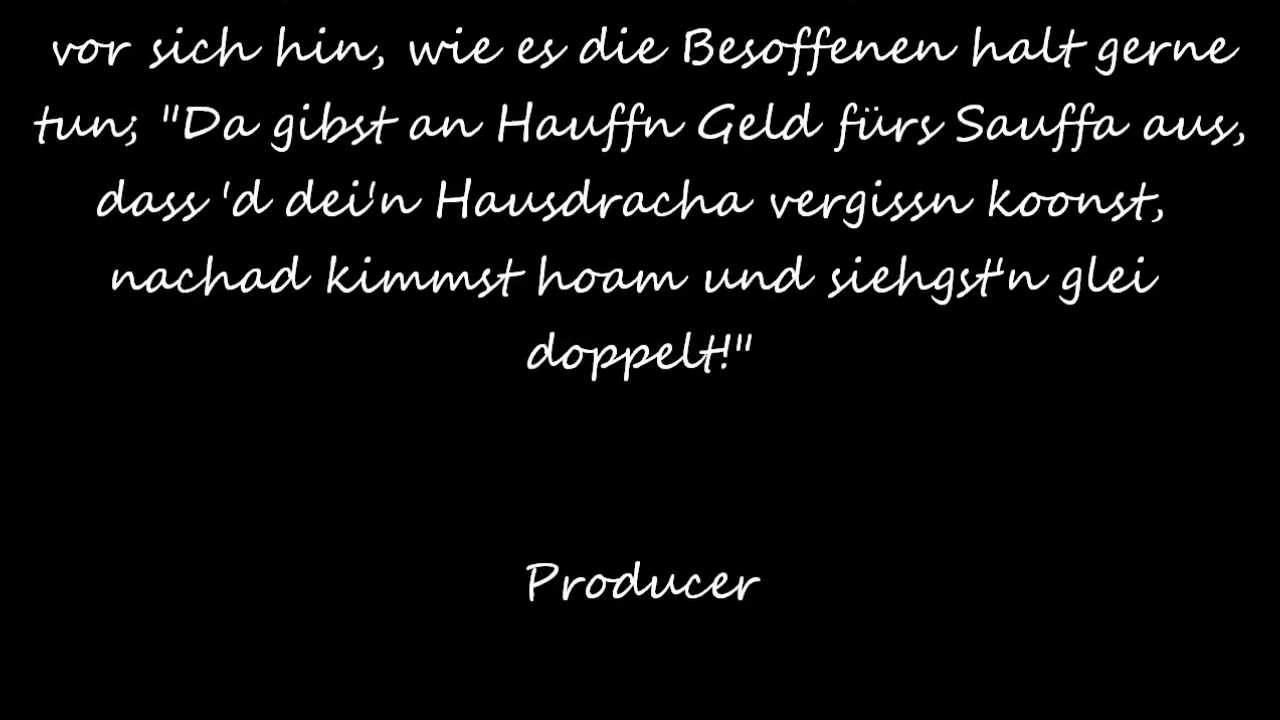 vor sich hin, wie es die Besoffenen halt gerne
tun; "Da gibst an Hauffn Geld fürs Sauffa aus,
dass 'd dei'n Hausdracha vergissn koonst,
nachad kimmst hoam und siehgst'n glei
doppelt!"
Producer